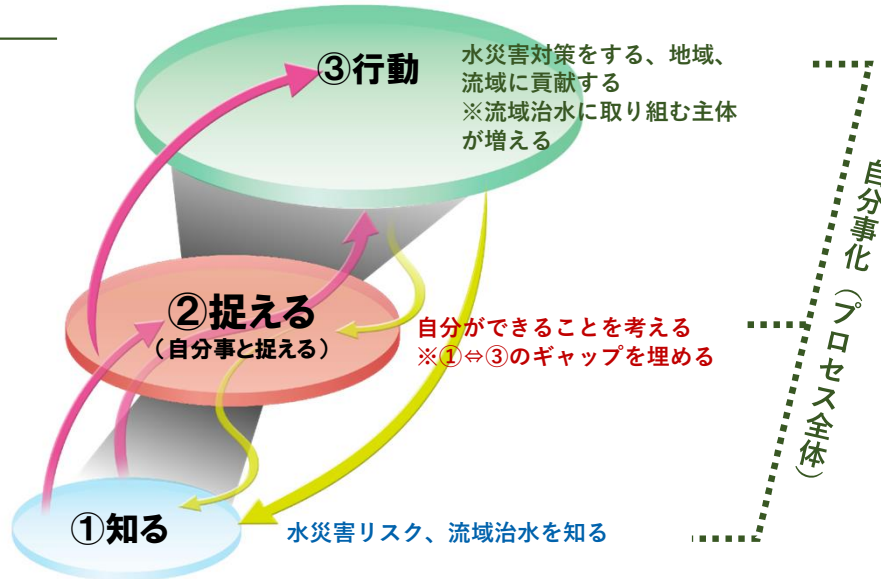 ③行動
水災害対策をする、地域、
流域に貢献する
※流域治水に取り組む主体
が増える
②捉える
（自分事と捉える）
自分ができることを考える
※①⇔③のギャップを埋める
①知る
水災害リスク、流域治水を知る
自分事化（プロセス全体）